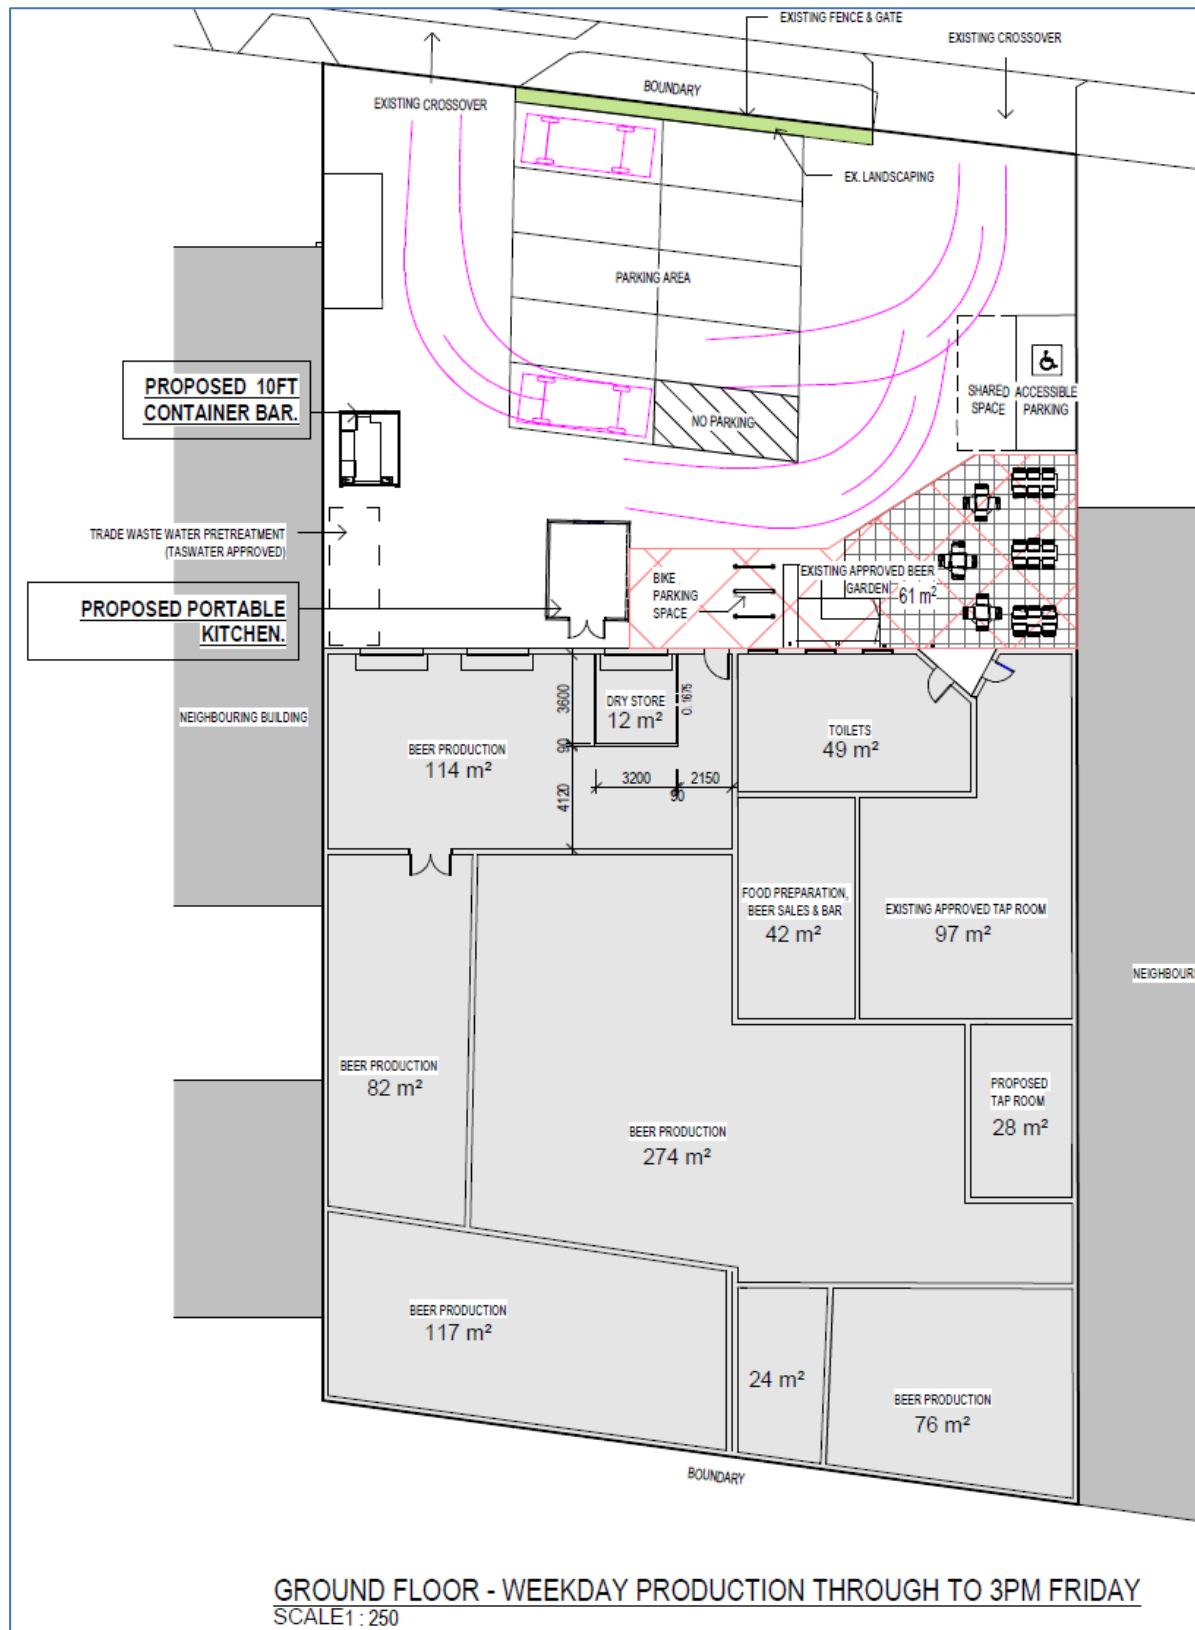 EXISTING FENCE & GATE
EXISTING CROSSOVER
BOUNDARY
EXISTING CROSSOVER
EX. LANDSCAPING
PARKING AREA
PROPOSED 10FT
CONTAINER BAR.
SHARED
SPACE
ACCESSIBLE
PARKING
NO PARKING
TRADE WASTE WATER PRETREATMENT
(TASWATER APPROVED)
EXISTING APPROVED BEER
GARDEN
61 m²
BIKE
PARKING
SPACE
PROPOSED PORTABLE
KITCHEN.
NEIGHBOURING BUILDING
3600
DRY STORE
12 m²
O. 1675
TOILETS
49 m²
BEER PRODUCTION
114 m²
90
3200
2150
90
4120
FOOD PREPARATION,
BEER SALES & BAR
42 m²
EXISTING APPROVED TAP ROOM
97 m²
NEIGHBOUR
BEER PRODUCTION
82 m²
PROPOSED
TAP ROOM
28 m²
BEER PRODUCTION
274 m²
BEER PRODUCTION
117 m²
24 m²
BEER PRODUCTION
76 m²
BOUNDARY
GROUND FLOOR - WEEKDAY PRODUCTION THROUGH TO 3PM FRIDAY
SCALE 1 : 250